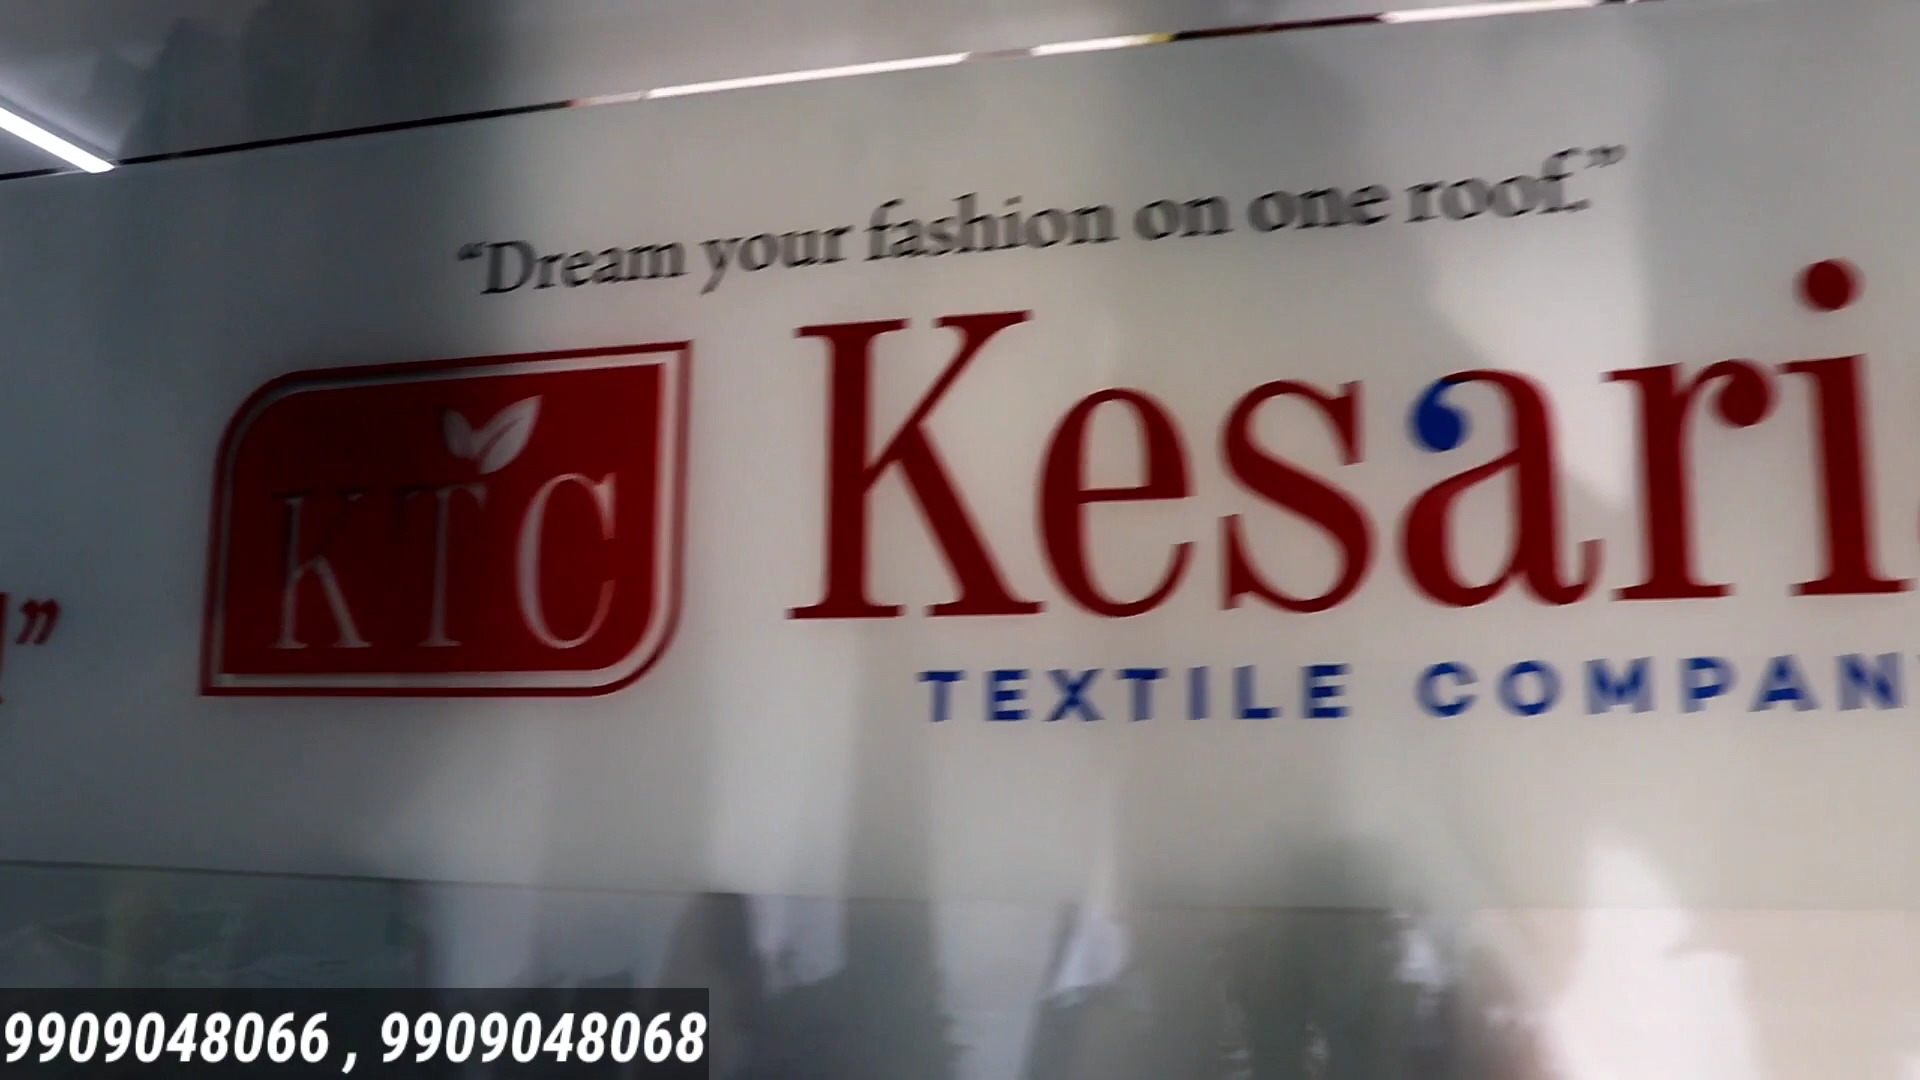 “Dream your fashion on one roof.”
KTC
Kesari
TEXTILE COMPAN
”
9909048066 , 9909048068